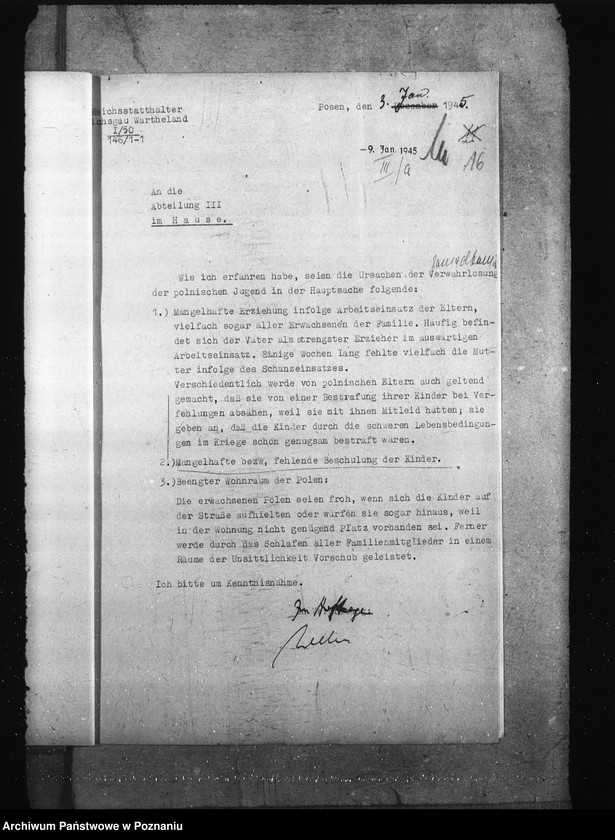 Reichsstatthalter
ichsgau Wartheland
I/50
146/1-1
Posen, den 3. Jan. 1945.
-9. Jan. 1945
III/a
16
An die
Abteilung III
im Hause.
Wie ich erfahren habe, seien die Ursachen der Verwahrlosung
der polnischen Jugend in der Hauptsache folgende:
1.) Mangelhafte Erziehung infolge Arbeitseinsatz der Eltern,
vielfach sogar aller Erwachsenen der Familie. Häufig befin-
det sich der Vater als strengster Erzieher im auswärtigen
Arbeitseinsatz. Einige Wochen lang fehlte vielfach die Mut-
ter infolge des Schanzeinsatzes.
Verschiedentlich werde von polnischen Eltern auch geltend
gemacht, daß sie von einer Bestrafung ihrer Kinder bei Ver-
fehlungen absähen, weil sie mit ihnen Mitleid hätten; sie
geben an, daß die Kinder durch die schweren Lebensbedingun-
gen im Kriege schon genugsam bestraft wären.
2.) Mangelhafte bezw, fehlende Beschulung der Kinder.
3.) Beengter Wohnraum der Polen:
Die erwachsenen Polen seien froh, wenn sich die Kinder auf
der Straße aufhielten oder würfen sie sogar hinaus, weil
in der Wohnung nicht genügend Platz vorhanden sei. Ferner
werde durch das Schlafen aller Familienmitglieder in einem
Raume der Unsittlichkeit Vorschub geleistet.
Ich bitte um Kenntnisnahme.
Archiwum Państwowe w Poznaniu